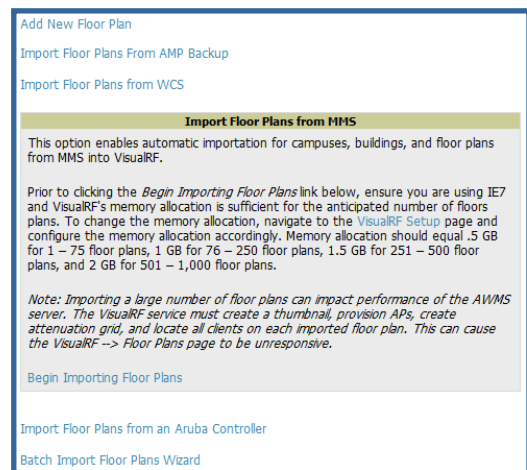 Add New Floor Plan
Import Floor Plans From AMP Backup
Import Floor Plans from WCS
Import Floor Plans from MMS
This option enables automatic importation for campuses, buildings, and floor plans
from MMS into VisualRF.
Prior to clicking the Begin Importing Floor Plans link below, ensure you are using IE7
and VisualRF's memory allocation is sufficient for the anticipated number of floors
plans. To change the memory allocation, navigate to the VisualRF Setup page and
configure the memory allocation accordingly. Memory allocation should equal .5 GB
for 1 – 75 floor plans, 1 GB for 76 – 250 floor plans, 1.5 GB for 251 – 500 floor
plans, and 2 GB for 501 – 1,000 floor plans.
Note: Importing a large number of floor plans can impact performance of the AWMS
server. The VisualRF service must create a thumbnail, provision APs, create
attenuation grid, and locate all clients on each imported floor plan. This can cause
the VisualRF --> Floor Plans page to be unresponsive.
Begin Importing Floor Plans
Import Floor Plans from an Aruba Controller
Batch Import Floor Plans Wizard